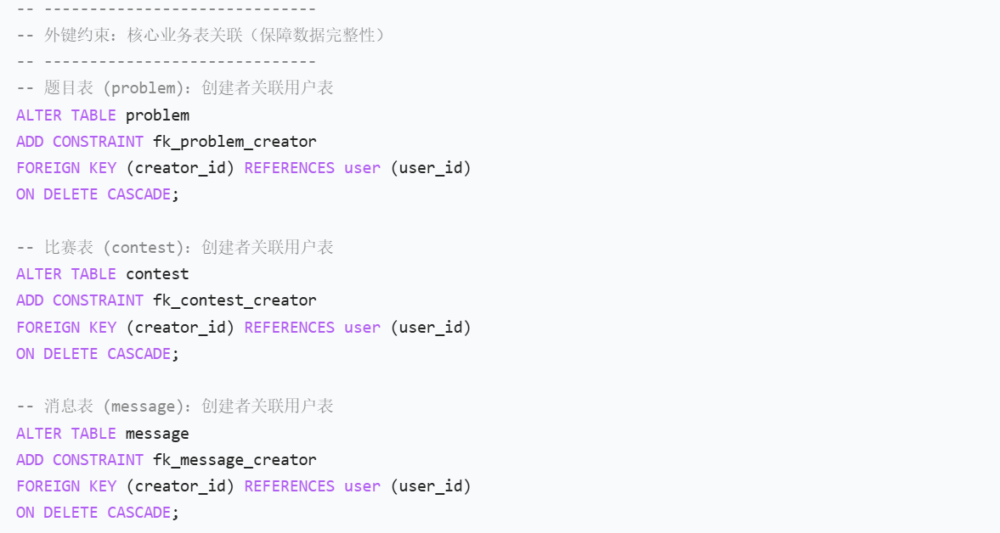 -- ------------------------------
-- 外键约束：核心业务表关联（保障数据完整性）
-- ------------------------------
-- 题目表 (problem)：创建者关联用户表
ALTER TABLE problem
ADD CONSTRAINT fk_problem_creator
FOREIGN KEY (creator_id) REFERENCES user (user_id)
ON DELETE CASCADE;
-- 比赛表 (contest)：创建者关联用户表
ALTER TABLE contest
ADD CONSTRAINT fk_contest_creator
FOREIGN KEY (creator_id) REFERENCES user (user_id)
ON DELETE CASCADE;
-- 消息表 (message)：创建者关联用户表
ALTER TABLE message
ADD CONSTRAINT fk_message_creator
FOREIGN KEY (creator_id) REFERENCES user (user_id)
ON DELETE CASCADE;